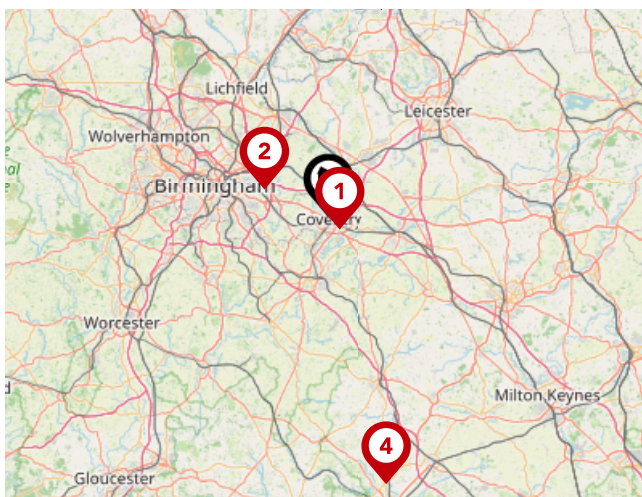 Lichfield
Leicester
Wolverhampton
2
Birmingham
1
Coventry
Worcester
Milton Keynes
4
Gloucester